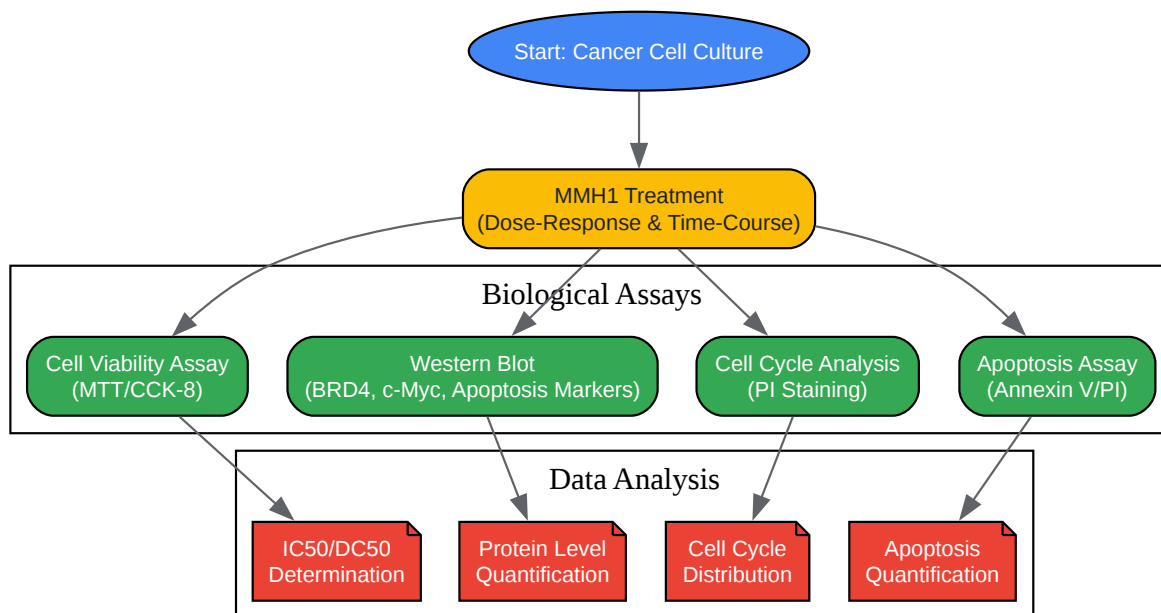 Start: Cancer Cell Culture
MMH1 Treatment
(Dose-Response & Time-Course)
Biological Assays
Cell Viability Assay
(MTT/CCK-8)
Western Blot
(BRD4, c-Myc, Apoptosis Markers)
Cell Cycle Analysis
(PI Staining)
Apoptosis Assay
(Annexin V/PI)
Data Analysis
IC50/DC50
Determination
Protein Level
Quantification
Cell Cycle
Distribution
Apoptosis
Quantification